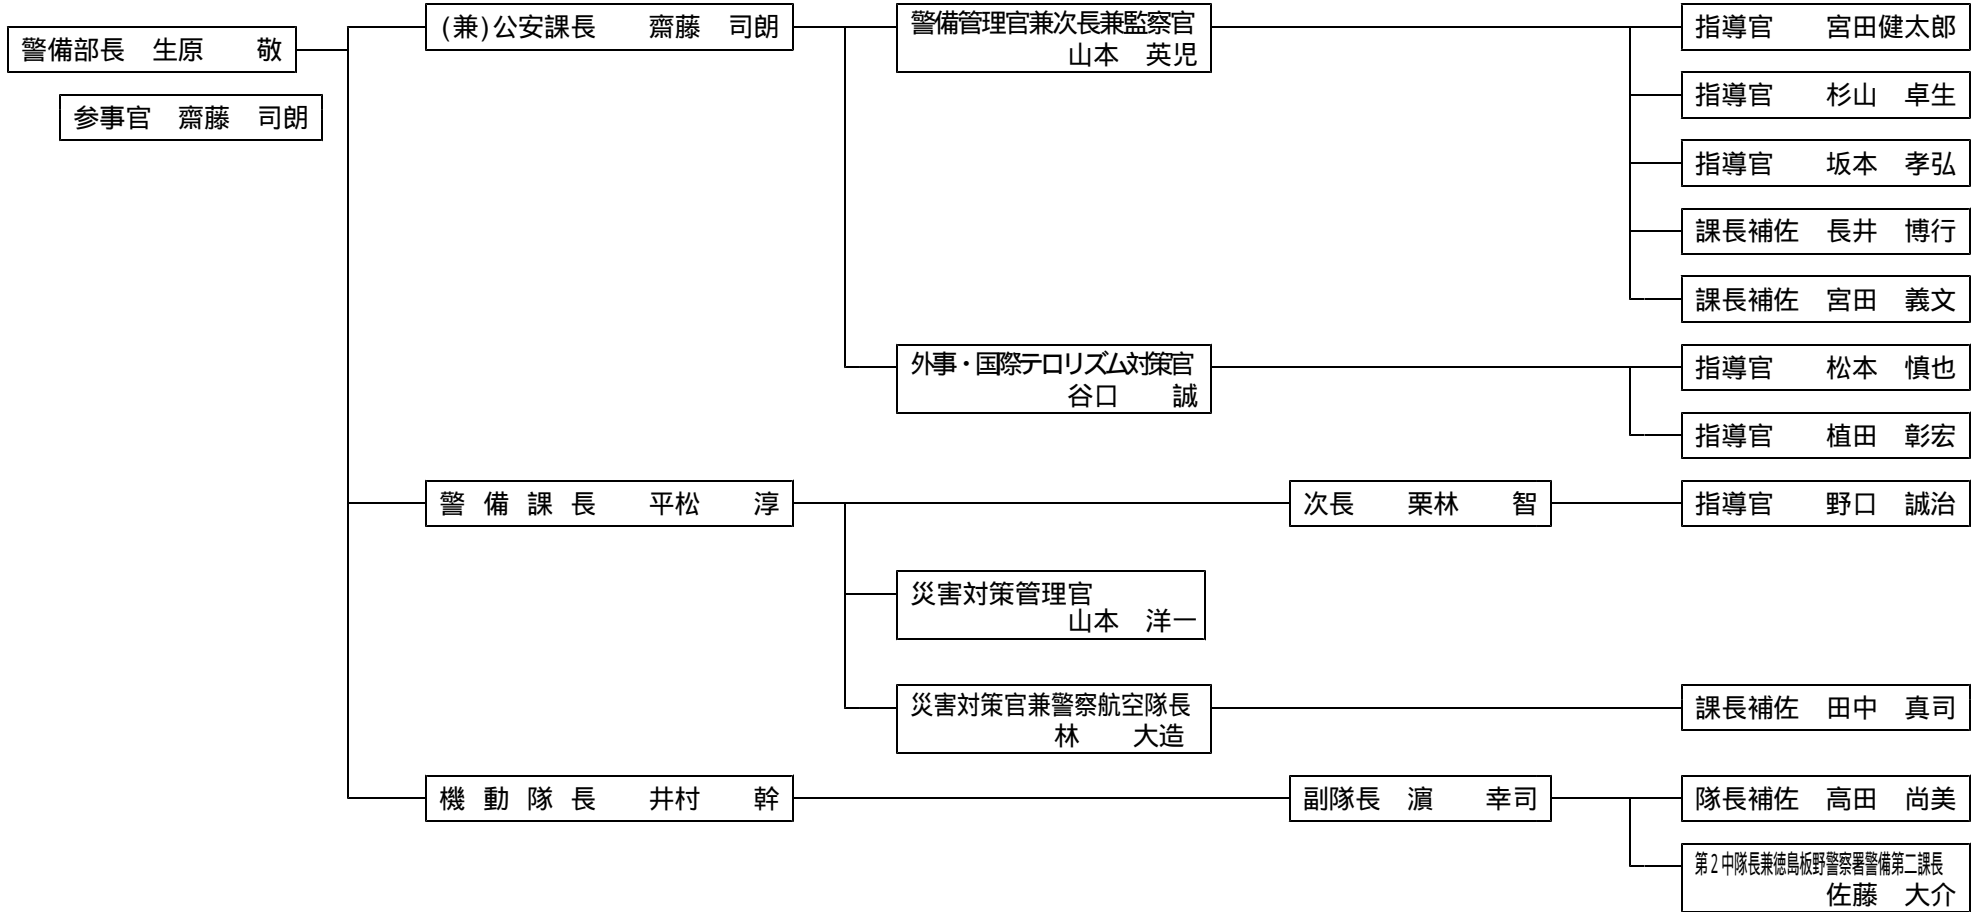 警備部長　生原　　敬
参事官　齋藤　司朗
(兼)公安課長　　齋藤　司朗
警備管理官兼次長兼監察官
山本　英児
指導官　　宮田健太郎
指導官　　杉山　卓生
指導官　　坂本　孝弘
課長補佐　長井　博行
課長補佐　宮田　義文
外事・国際テロリズム対策官
谷口　　誠
指導官　　松本　慎也
指導官　　植田　彰宏
警 備 課 長　　平松　　淳
次長　　栗林　　智
指導官　　野口　誠治
災害対策管理官
山本　洋一
災害対策官兼警察航空隊長
林　　大造
課長補佐　田中　真司
機 動 隊 長　　井村　　幹
副隊長　濵　　幸司
隊長補佐　高田　尚美
第２中隊長兼徳島板野警察署警備第二課長
佐藤　大介